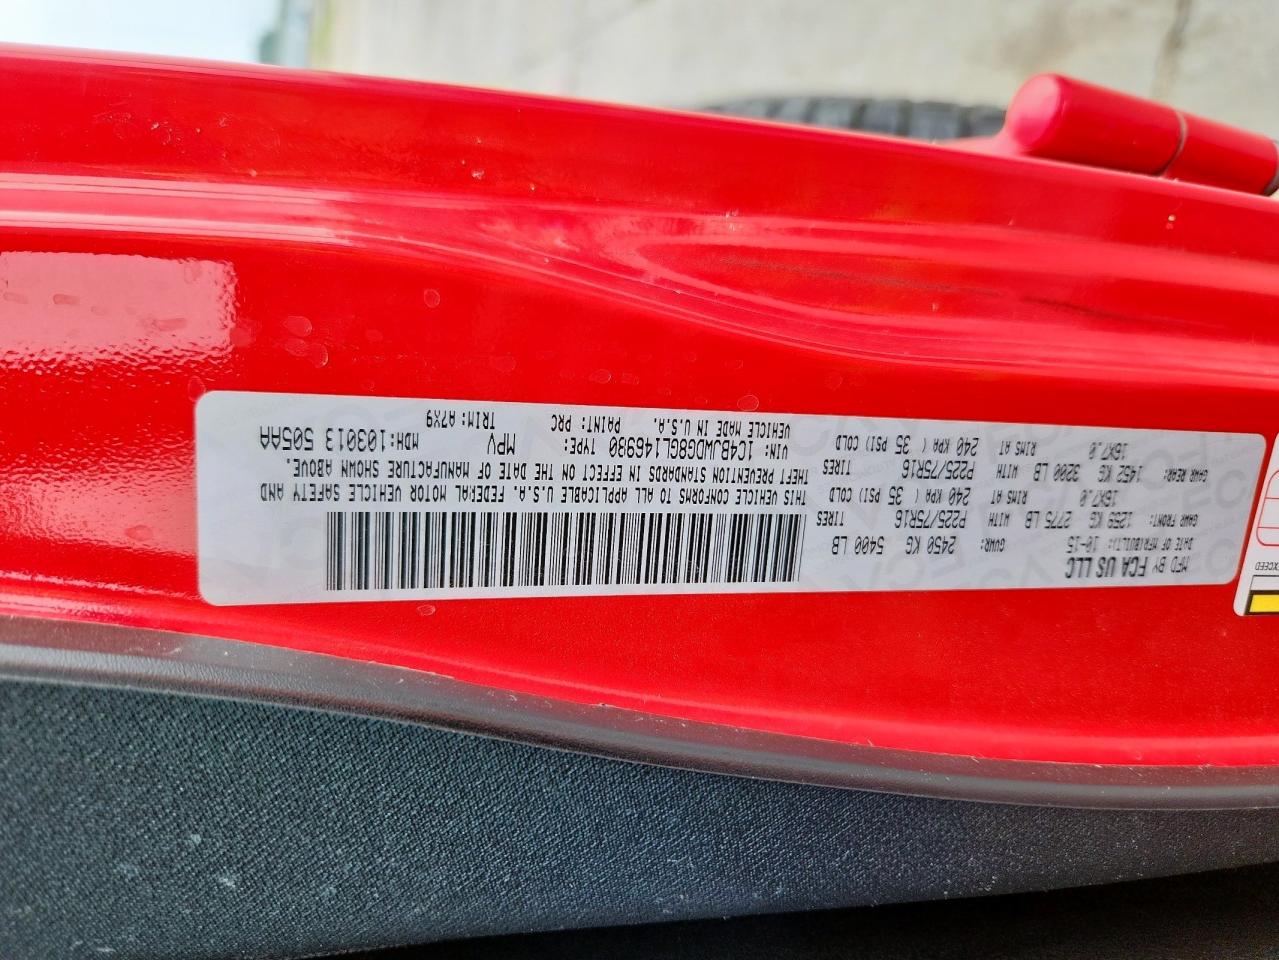 MFD BY FCA US LLC
DATE OF MFR(BUILT): 10-15 GVWR: 2450 KG 5400 LB
GAWR FRONT: 1259 KG 2775 LB WITH P225/75R16 TIRES
16X7.0 RIMS AT 240 KPA ( 35 PSI) COLD
GAWR REAR: 1452 KG 3200 LB WITH P225/75R16 TIRES
16X7.0 RIMS AT 240 KPA ( 35 PSI) COLD
THIS VEHICLE CONFORMS TO ALL APPLICABLE U.S.A. FEDERAL MOTOR VEHICLE SAFETY AND
THEFT PREVENTION STANDARDS IN EFFECT ON THE DATE OF MANUFACTURE SHOWN ABOVE.
VIN: 1C4BJWDG8GL146980 TYPE: MPV MDH:103013 505AA
VEHICLE MADE IN U.S.A. PAINT: PRC TRIM: A7X9
EXCEED